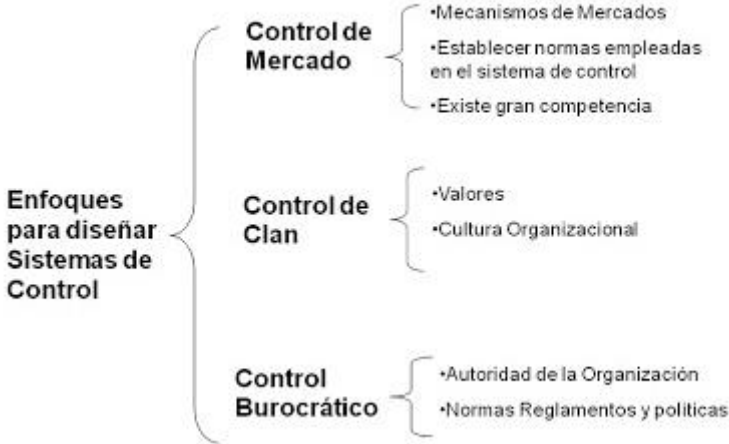 Enfoques
para diseñar
Sistemas de
Control
Control de
Mercado
•Mecanismos de Mercados
•Establecer normas empleadas
en el sistema de control
•Existe gran competencia
Control de
Clan
•Valores
•Cultura Organizacional
Control
Burocrático
•Autoridad de la Organización
•Normas Reglamentos y políticas